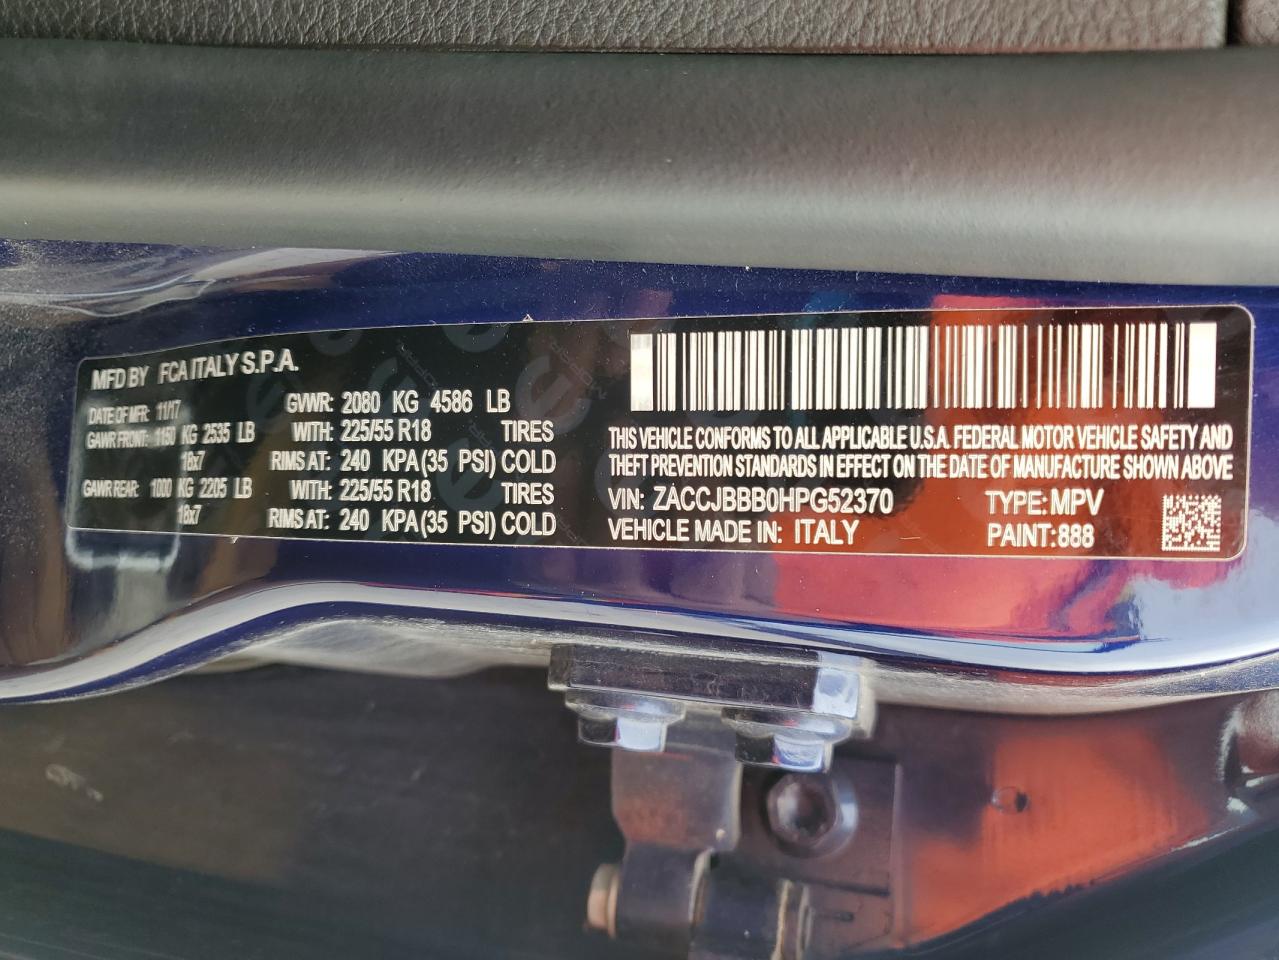 MFD BY FCA ITALY S.P.A.
DATE OF MFR: 11/17 GVWR: 2080 KG 4586 LB
GAWR FRONT: 1150 KG 2535 LB WITH: 225/55 R18 TIRES
18x7 RIMS AT: 240 KPA(35 PSI) COLD
GAWR REAR: 1000 KG 2205 LB WITH: 225/55 R18 TIRES
18x7 RIMS AT: 240 KPA(35 PSI) COLD
THIS VEHICLE CONFORMS TO ALL APPLICABLE U.S.A. FEDERAL MOTOR VEHICLE SAFETY AND
THEFT PREVENTION STANDARDS IN EFFECT ON THE DATE OF MANUFACTURE SHOWN ABOVE
VIN: ZACCJBBB0HPG52370 TYPE: MPV
VEHICLE MADE IN: ITALY PAINT:888